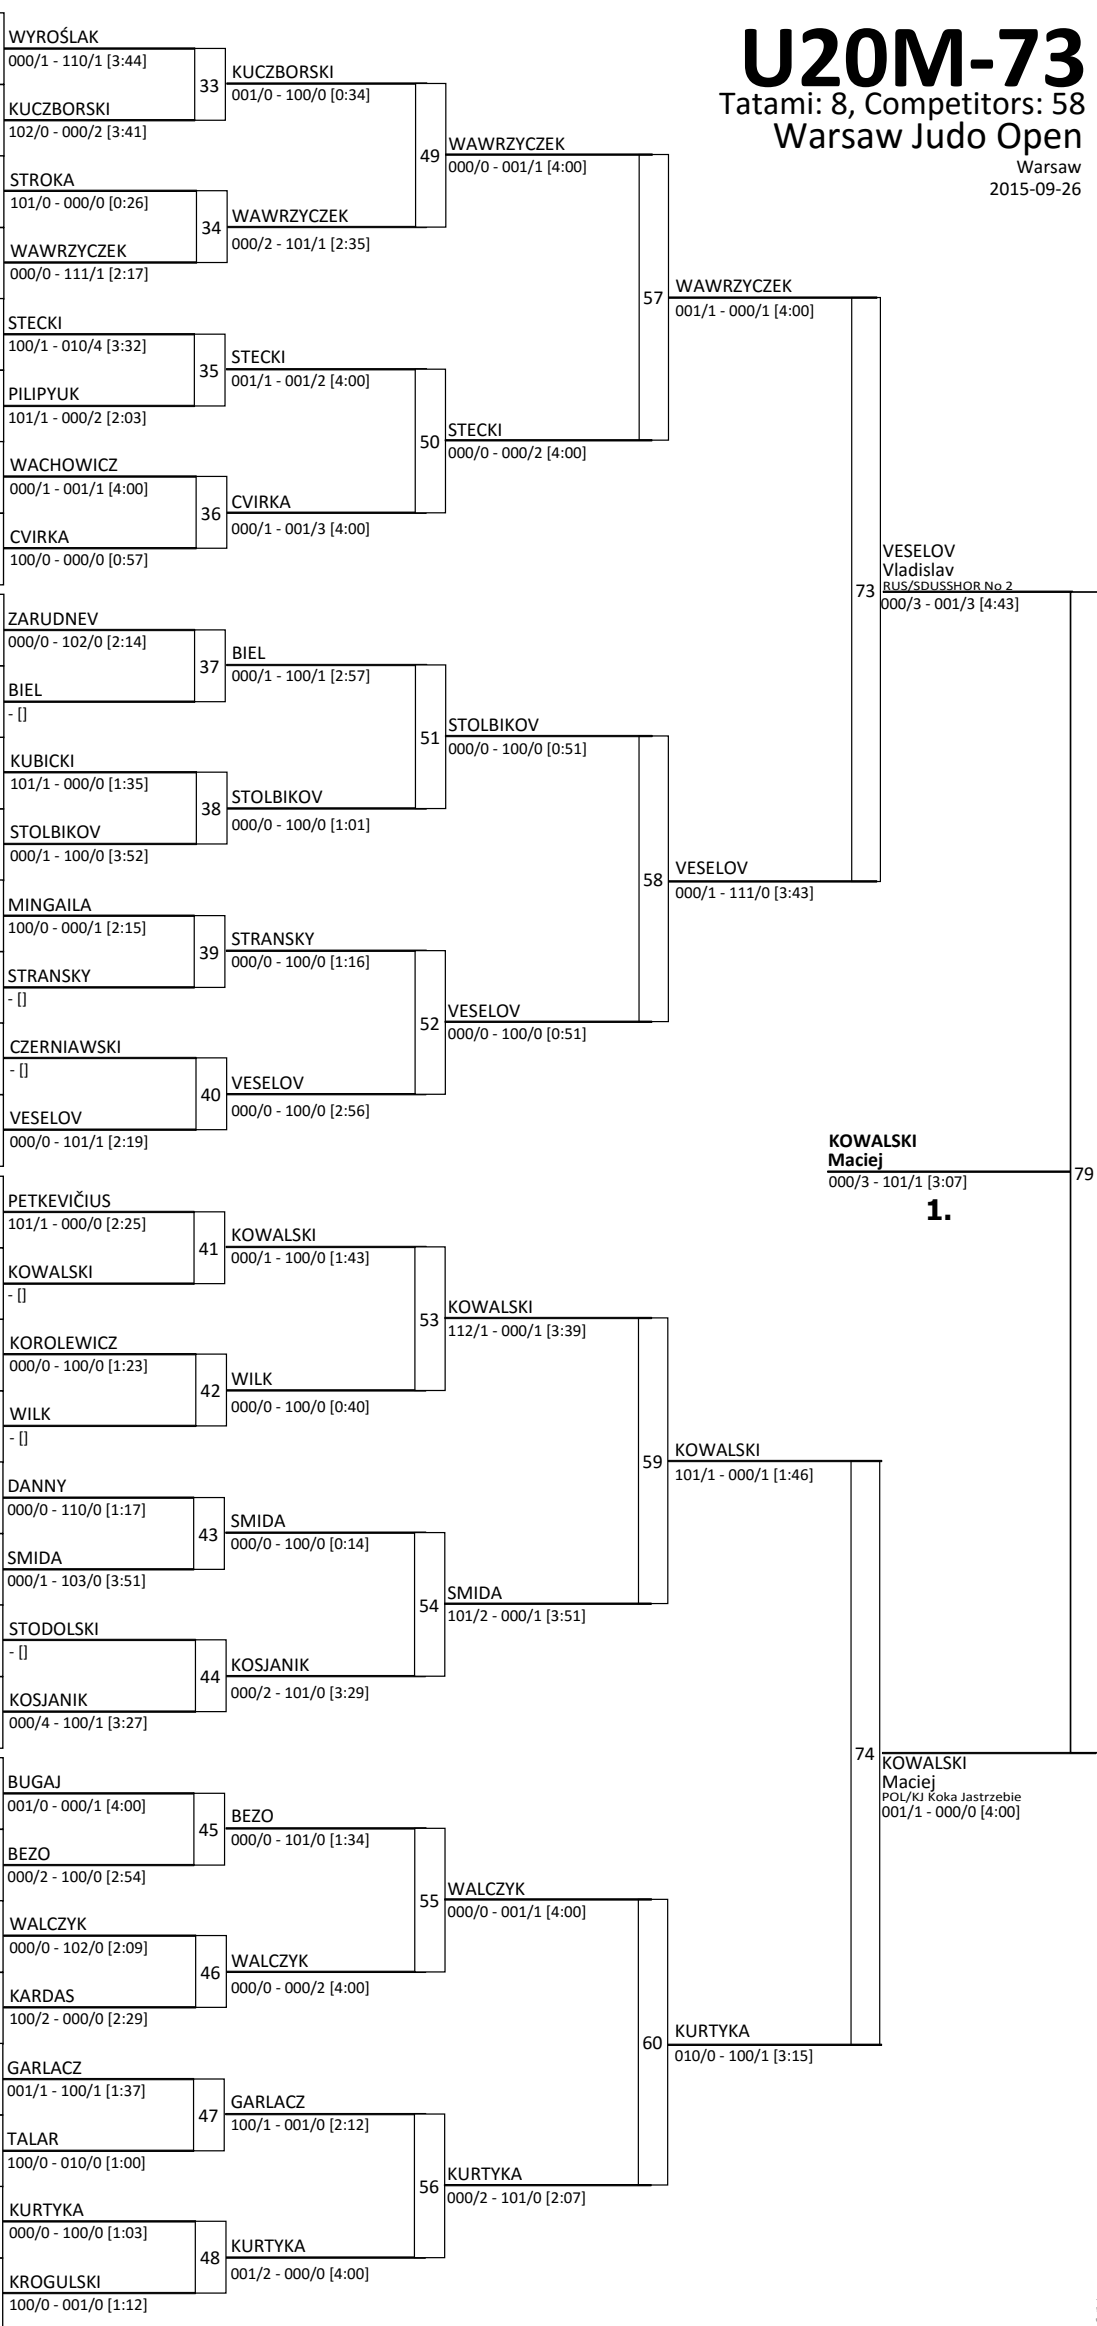 U20M-73
Tatami: 8, Competitors: 58
Warsaw Judo Open
Warsaw
2015-09-26
WYROŚLAK
000/1 - 110/1 [3:44]
33
KUCZBORSKI
102/0 - 000/2 [3:41]
KUCZBORSKI
001/0 - 100/0 [0:34]
49
STROKA
101/0 - 000/0 [0:26]
34
WAWRZYCZEK
000/0 - 111/1 [2:17]
WAWRZYCZEK
000/2 - 101/1 [2:35]
WAWRZYCZEK
000/0 - 001/1 [4:00]
57
STECKI
100/1 - 010/4 [3:32]
35
PILIPYUK
101/1 - 000/2 [2:03]
STECKI
001/1 - 001/2 [4:00]
50
WACHOWICZ
000/1 - 001/1 [4:00]
36
CVIRKA
100/0 - 000/0 [0:57]
CVIRKA
000/1 - 001/3 [4:00]
STECKI
000/0 - 000/2 [4:00]
WAWRZYCZEK
001/1 - 000/1 [4:00]
73
ZARUDNEV
000/0 - 102/0 [2:14]
37
BIEL
- []
BIEL
000/1 - 100/1 [2:57]
51
KUBICKI
101/1 - 000/0 [1:35]
38
STOLBIKOV
000/1 - 100/0 [3:52]
STOLBIKOV
000/0 - 100/0 [1:01]
STOLBIKOV
000/0 - 100/0 [0:51]
58
MINGAILA
100/0 - 000/1 [2:15]
39
STRANSKY
- []
STRANSKY
000/0 - 100/0 [1:16]
52
CZERNIAWSKI
- []
40
VESELOV
000/0 - 101/1 [2:19]
VESELOV
000/0 - 100/0 [2:56]
VESELOV
000/0 - 100/0 [0:51]
VESELOV
000/1 - 111/0 [3:43]
VESELOV
Vladislav
RUS/SDUSSHOR No 2
000/3 - 001/3 [4:43]
KOWALSKI
Maciej
000/3 - 101/1 [3:07]
1.
79
PETKEVIČIUS
101/1 - 000/0 [2:25]
41
KOWALSKI
- []
KOWALSKI
000/1 - 100/0 [1:43]
53
KOROLEWICZ
000/0 - 100/0 [1:23]
42
WILK
- []
WILK
000/0 - 100/0 [0:40]
KOWALSKI
112/1 - 000/1 [3:39]
59
DANNY
000/0 - 110/0 [1:17]
43
SMIDA
000/1 - 103/0 [3:51]
SMIDA
000/0 - 100/0 [0:14]
54
STODOLSKI
- []
44
KOSJANIK
000/4 - 100/1 [3:27]
KOSJANIK
000/2 - 101/0 [3:29]
SMIDA
101/2 - 000/1 [3:51]
KOWALSKI
101/1 - 000/1 [1:46]
74
BUGAJ
001/0 - 000/1 [4:00]
45
BEZO
000/2 - 100/0 [2:54]
BEZO
000/0 - 101/0 [1:34]
55
WALCZYK
000/0 - 102/0 [2:09]
46
KARDAS
100/2 - 000/0 [2:29]
WALCZYK
000/0 - 000/2 [4:00]
WALCZYK
000/0 - 001/1 [4:00]
60
GARLACZ
001/1 - 100/1 [1:37]
47
TALAR
100/0 - 010/0 [1:00]
GARLACZ
100/1 - 001/0 [2:12]
56
KURTYKA
000/0 - 100/0 [1:03]
48
KROGULSKI
100/0 - 001/0 [1:12]
KURTYKA
001/2 - 000/0 [4:00]
KURTYKA
000/2 - 101/0 [2:07]
KURTYKA
010/0 - 100/1 [3:15]
KOWALSKI
Maciej
POL/KJ Koka Jastrzebie
001/1 - 000/0 [4:00]